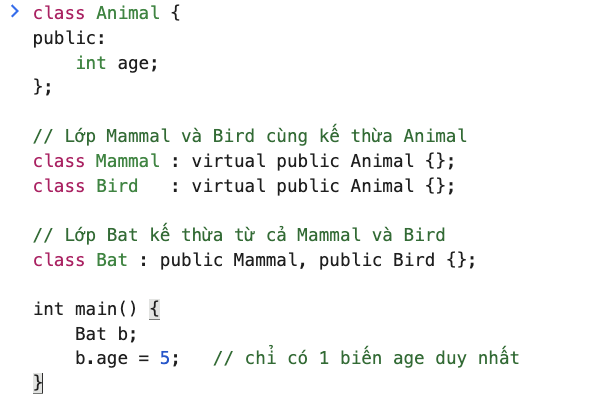 class Animal {
public:
    int age;
};

// Lớp Mammal và Bird cùng kế thừa Animal
class Mammal : virtual public Animal {};
class Bird   : virtual public Animal {};

// Lớp Bat kế thừa từ cả Mammal và Bird
class Bat : public Mammal, public Bird {};

int main() {
    Bat b;
    b.age = 5;   // chỉ có 1 biến age duy nhất
}